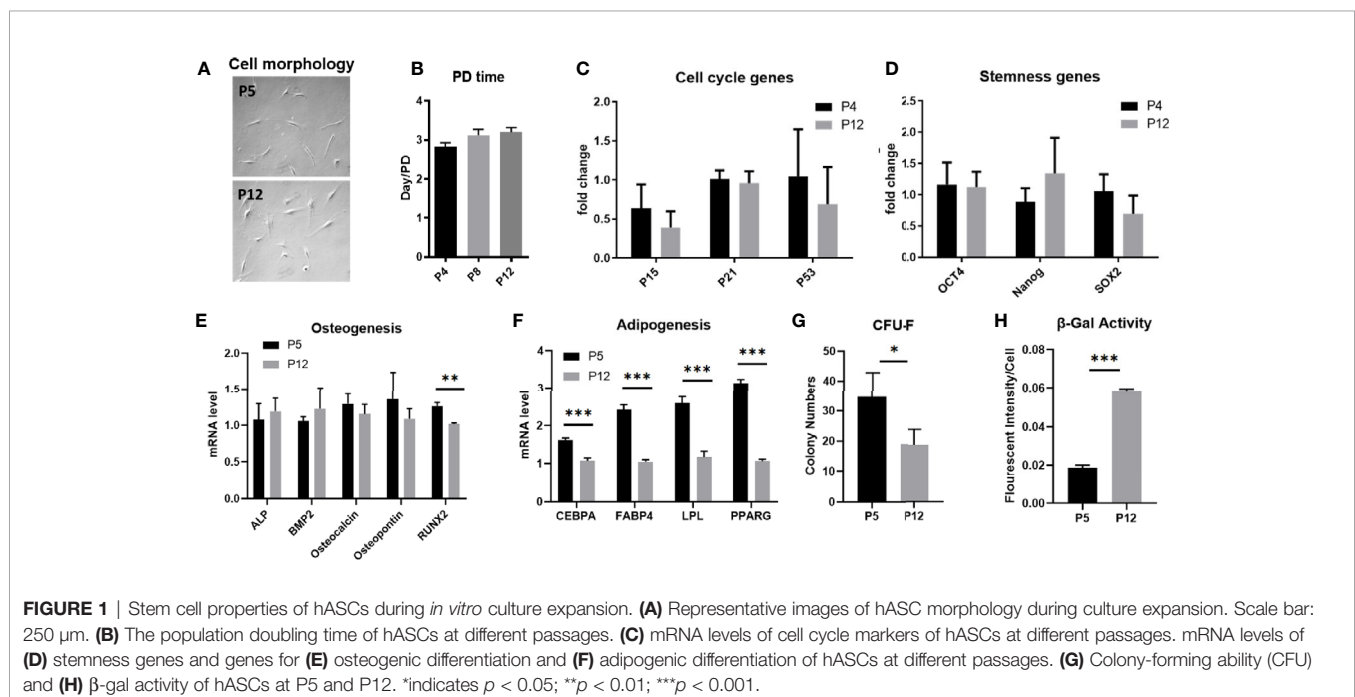 A
Cell morphology
P5
P12
B
PD time
Day/PD
4
3
2
1
0
P4
P8
P12
C
Cell cycle genes
P4
P12
fold change
2.0
1.5
1.0
0.5
0.0
P15
P21
P53
D
Stemness genes
P4
P12
fold change
2.5
2.0
1.5
1.0
0.5
0.0
OCT4
Nanog
SOX2
E
Osteogenesis
P5
P12
mRNA level
2.0
1.5
1.0
0.5
0.0
**
ALP
BMP2
Osteocalcin
Osteopontin
RUNX2
F
Adipogenesis
P5
P12
mRNA level
4
3
2
1
0
***
***
***
***
CEBPA
FABP4
LPL
PPARG
G
CFU-F
Colony Numbers
50
40
30
20
10
0
*
P5
P12
H
β-Gal Activity
Flourescent Intensity/Cell
0.08
0.06
0.04
0.02
0.00
***
P5
P12
FIGURE 1 | Stem cell properties of hASCs during in vitro culture expansion. (A) Representative images of hASC morphology during culture expansion. Scale bar:
250 µm. (B) The population doubling time of hASCs at different passages. (C) mRNA levels of cell cycle markers of hASCs at different passages. mRNA levels of
(D) stemness genes and genes for (E) osteogenic differentiation and (F) adipogenic differentiation of hASCs at different passages. (G) Colony-forming ability (CFU)
and (H) β-gal activity of hASCs at P5 and P12. *indicates p < 0.05; **p < 0.01; ***p < 0.001.